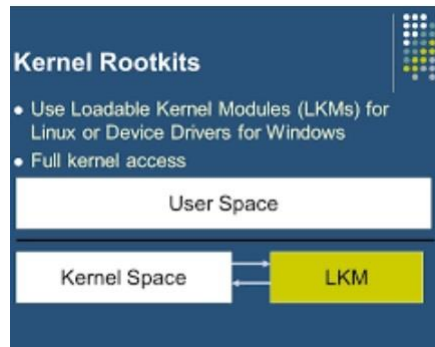 Kernel Rootkits
• Use Loadable Kernel Modules (LKMs) for
Linux or Device Drivers for Windows
• Full kernel access
User Space
Kernel Space
LKM